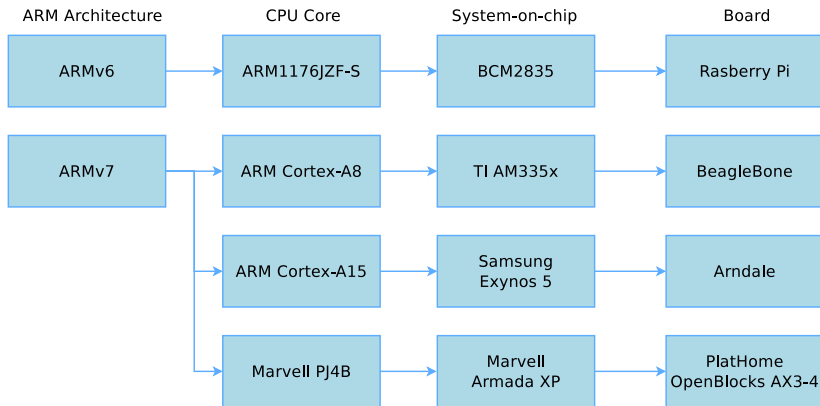 ARM Architecture
CPU Core
System-on-chip
Board
ARMv6
ARM1176JZF-S
BCM2835
Rasberry Pi
ARMv7
ARM Cortex-A8
TI AM335x
BeagleBone
ARM Cortex-A15
Samsung
Exynos 5
Arndale
Marvell PJ4B
Marvell
Armada XP
PlatHome
OpenBlocks AX3-4